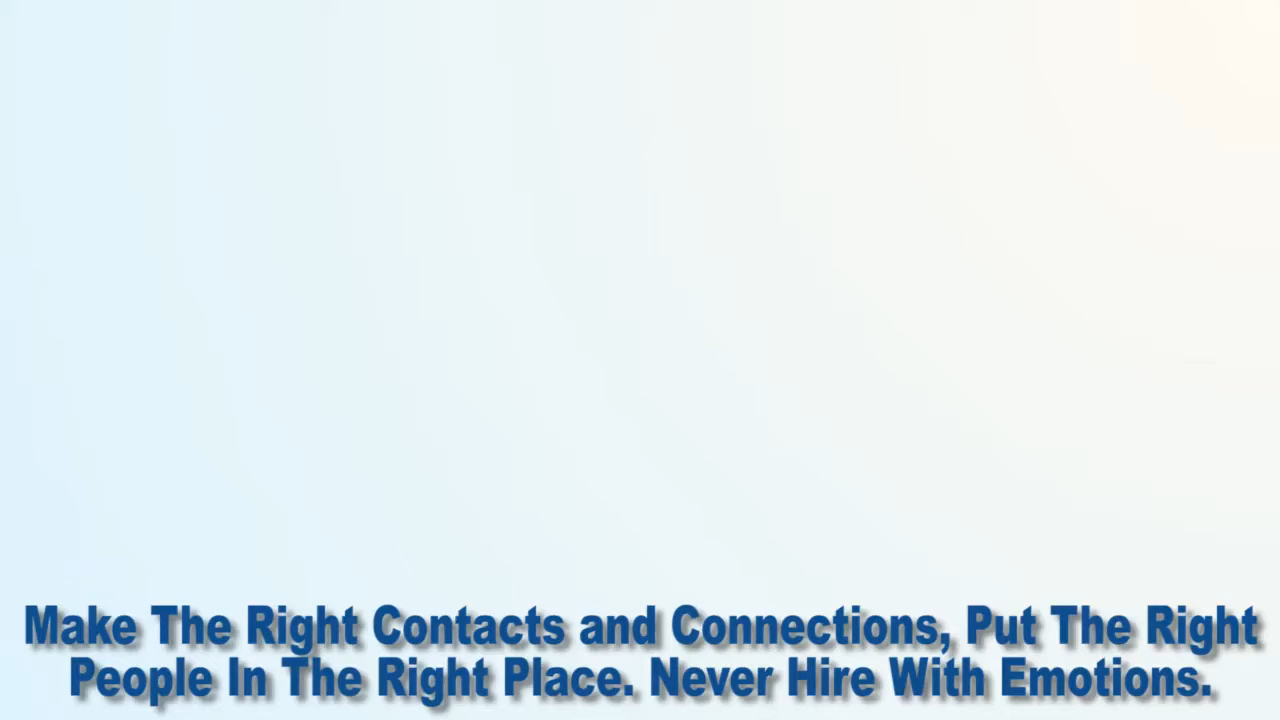 Make The Right Contacts and Connections, Put The Right
People In The Right Place. Never Hire With Emotions.